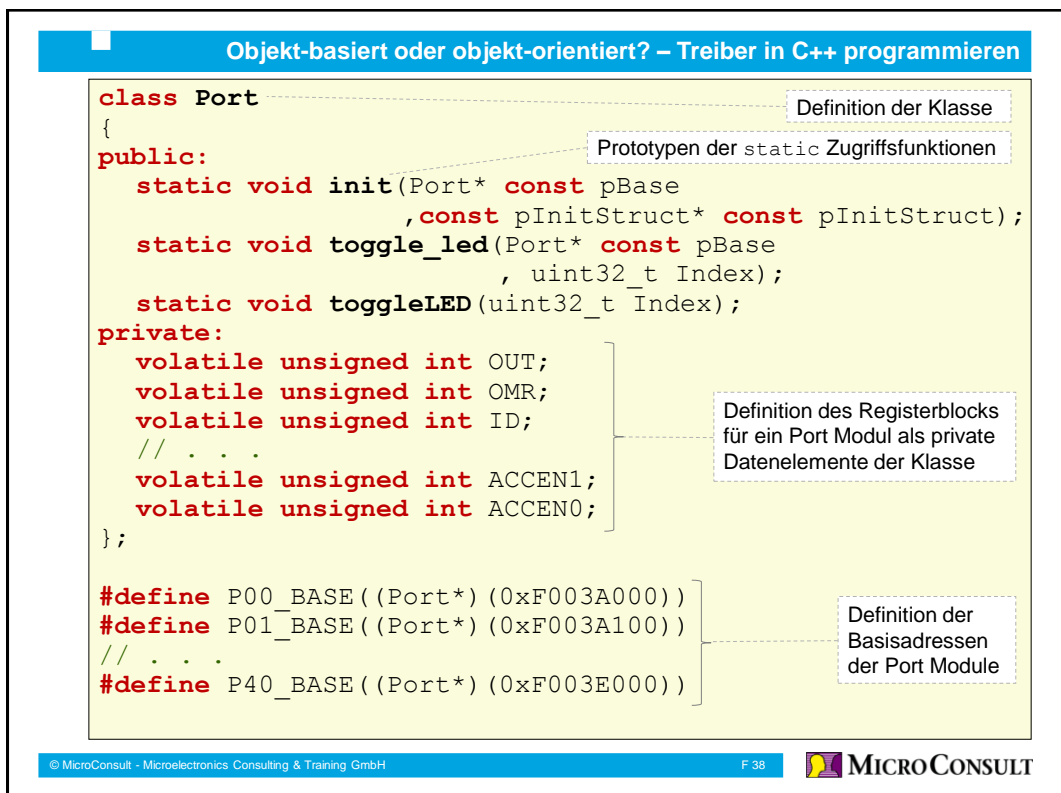 Objekt-basiert oder objekt-orientiert? – Treiber in C++ programmieren
class Port
Definition der Klasse
{
public:
Prototypen der static Zugriffsfunktionen
static void init(Port* const pBase
,const pInitStruct* const pInitStruct);
static void toggle_led(Port* const pBase
, uint32_t Index);
static void toggleLED(uint32_t Index);
private:
volatile unsigned int OUT;
volatile unsigned int OMR;
volatile unsigned int ID;
// . . .
volatile unsigned int ACCEN1;
volatile unsigned int ACCEN0;
};
Definition des Registerblocks
für ein Port Modul als private
Datenelemente der Klasse
#define P00_BASE((Port*)(0xF003A000))
#define P01_BASE((Port*)(0xF003A100))
// . . .
#define P40_BASE((Port*)(0xF003E000))
Definition der
Basisadressen
der Port Module
© MicroConsult - Microelectronics Consulting & Training GmbH
F 38
MICROCONSULT